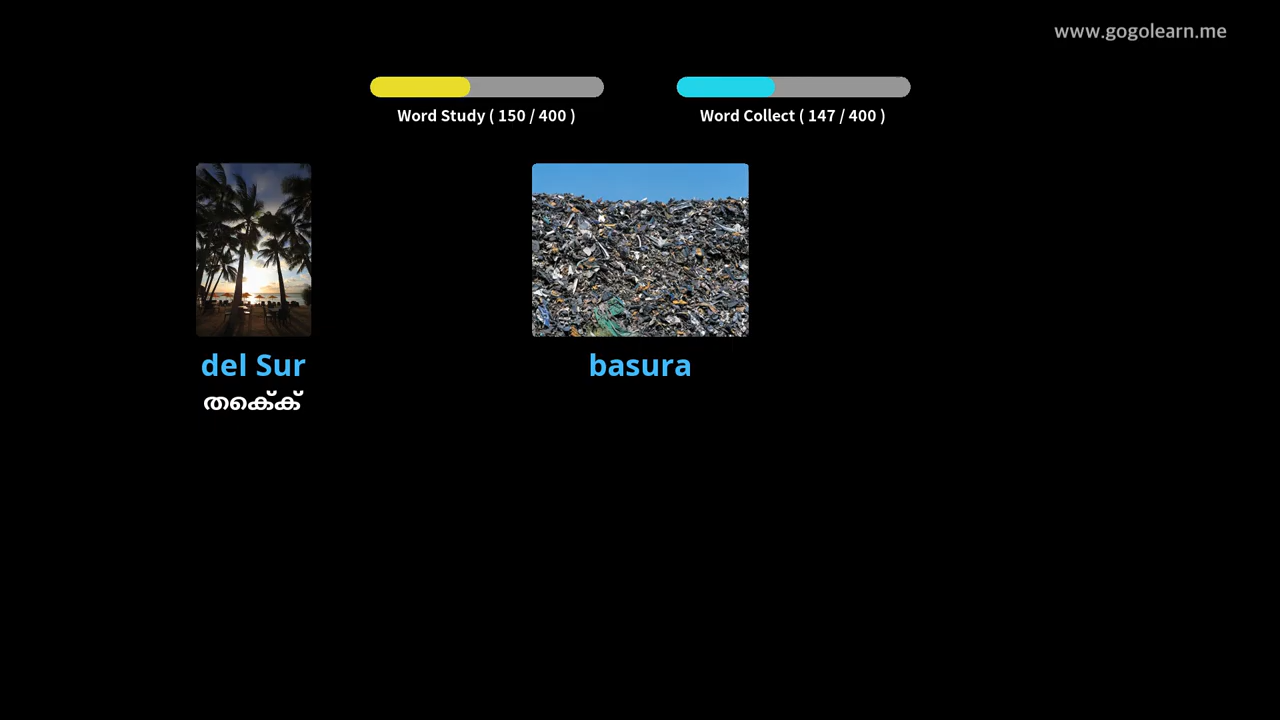 www.gogolearn.me
Word Study ( 150 / 400 )
Word Collect ( 147 / 400 )
del Sur
basura
തെക്ക്